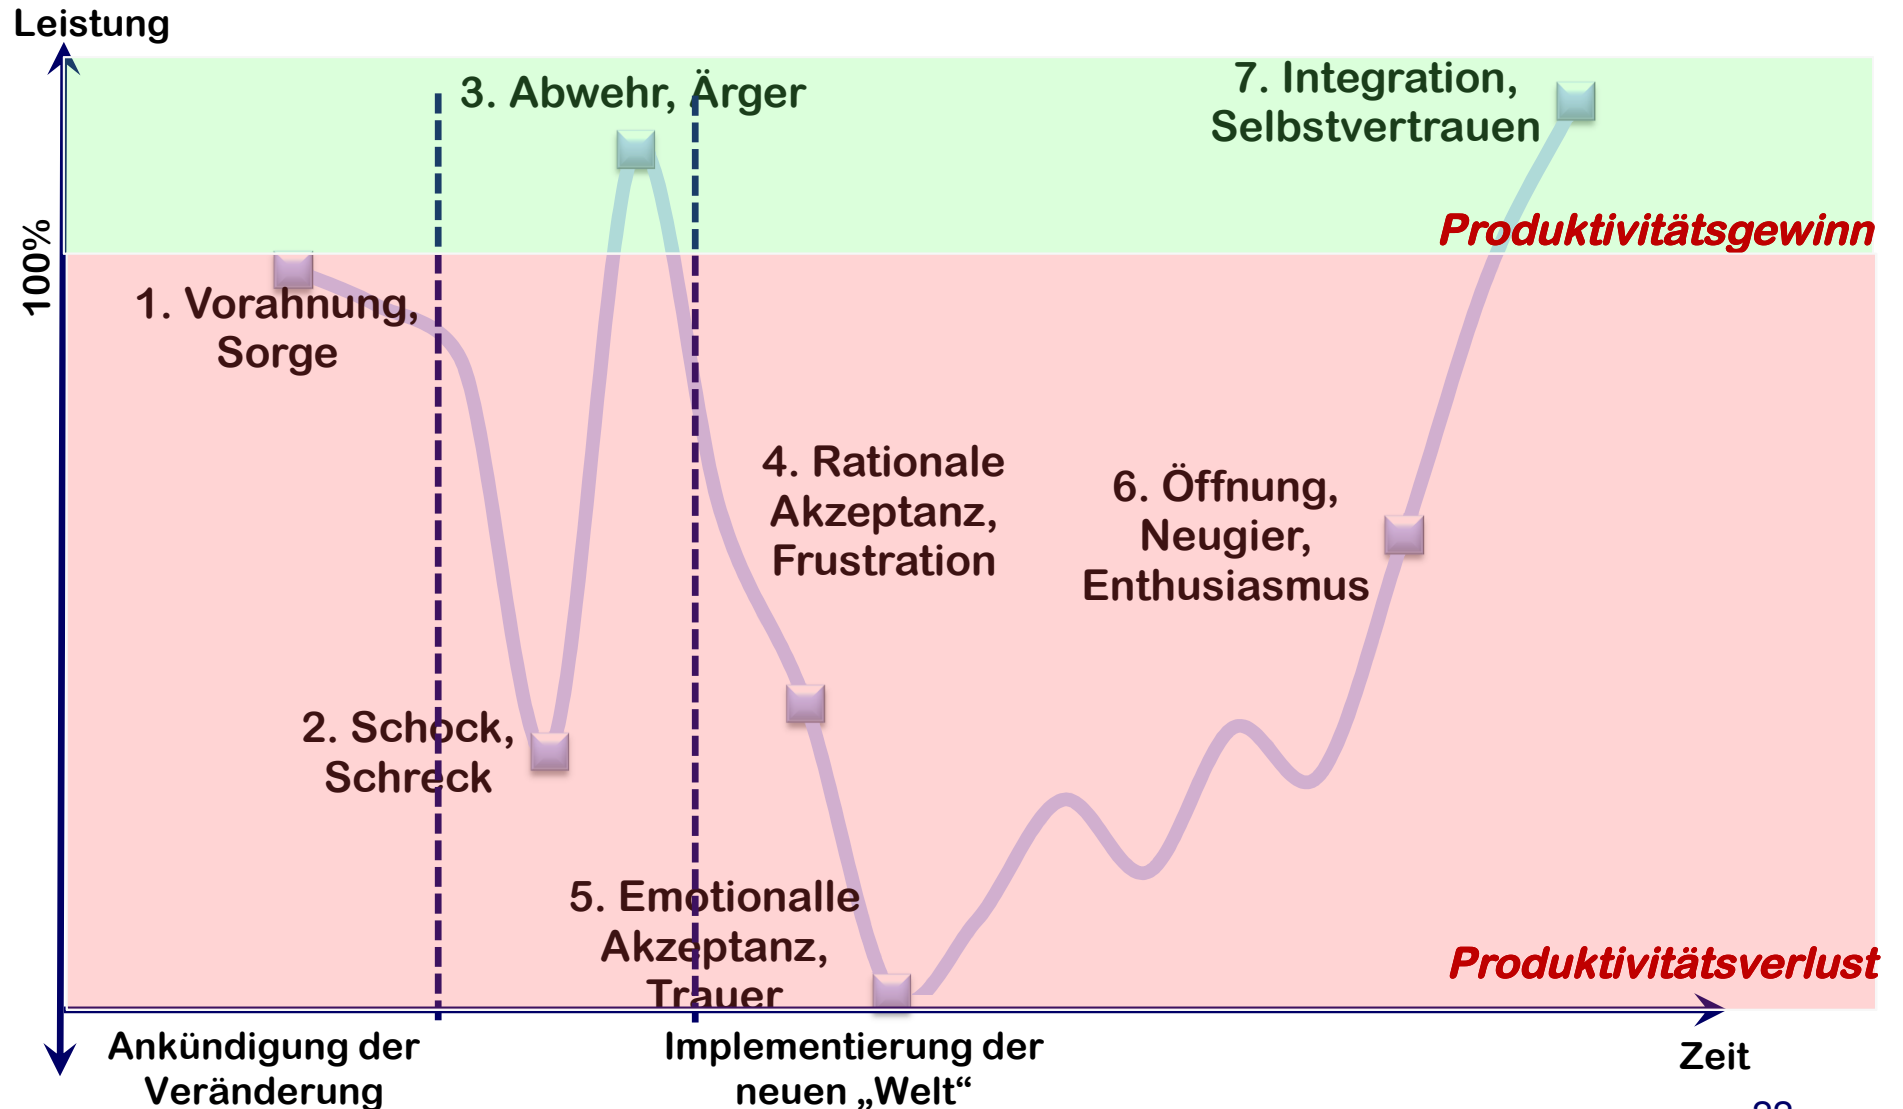 Leistung
100%
3. Abwehr, Ärger
7. Integration,
Selbstvertrauen
Produktivitätsgewinn
1. Vorahnung,
Sorge
4. Rationale
Akzeptanz,
Frustration
6. Öffnung,
Neugier,
Enthusiasmus
2. Schock,
Schreck
5. Emotionalle
Akzeptanz,
Trauer
Produktivitätsverlust
Ankündigung der
Veränderung
Implementierung der
neuen „Welt“
Zeit